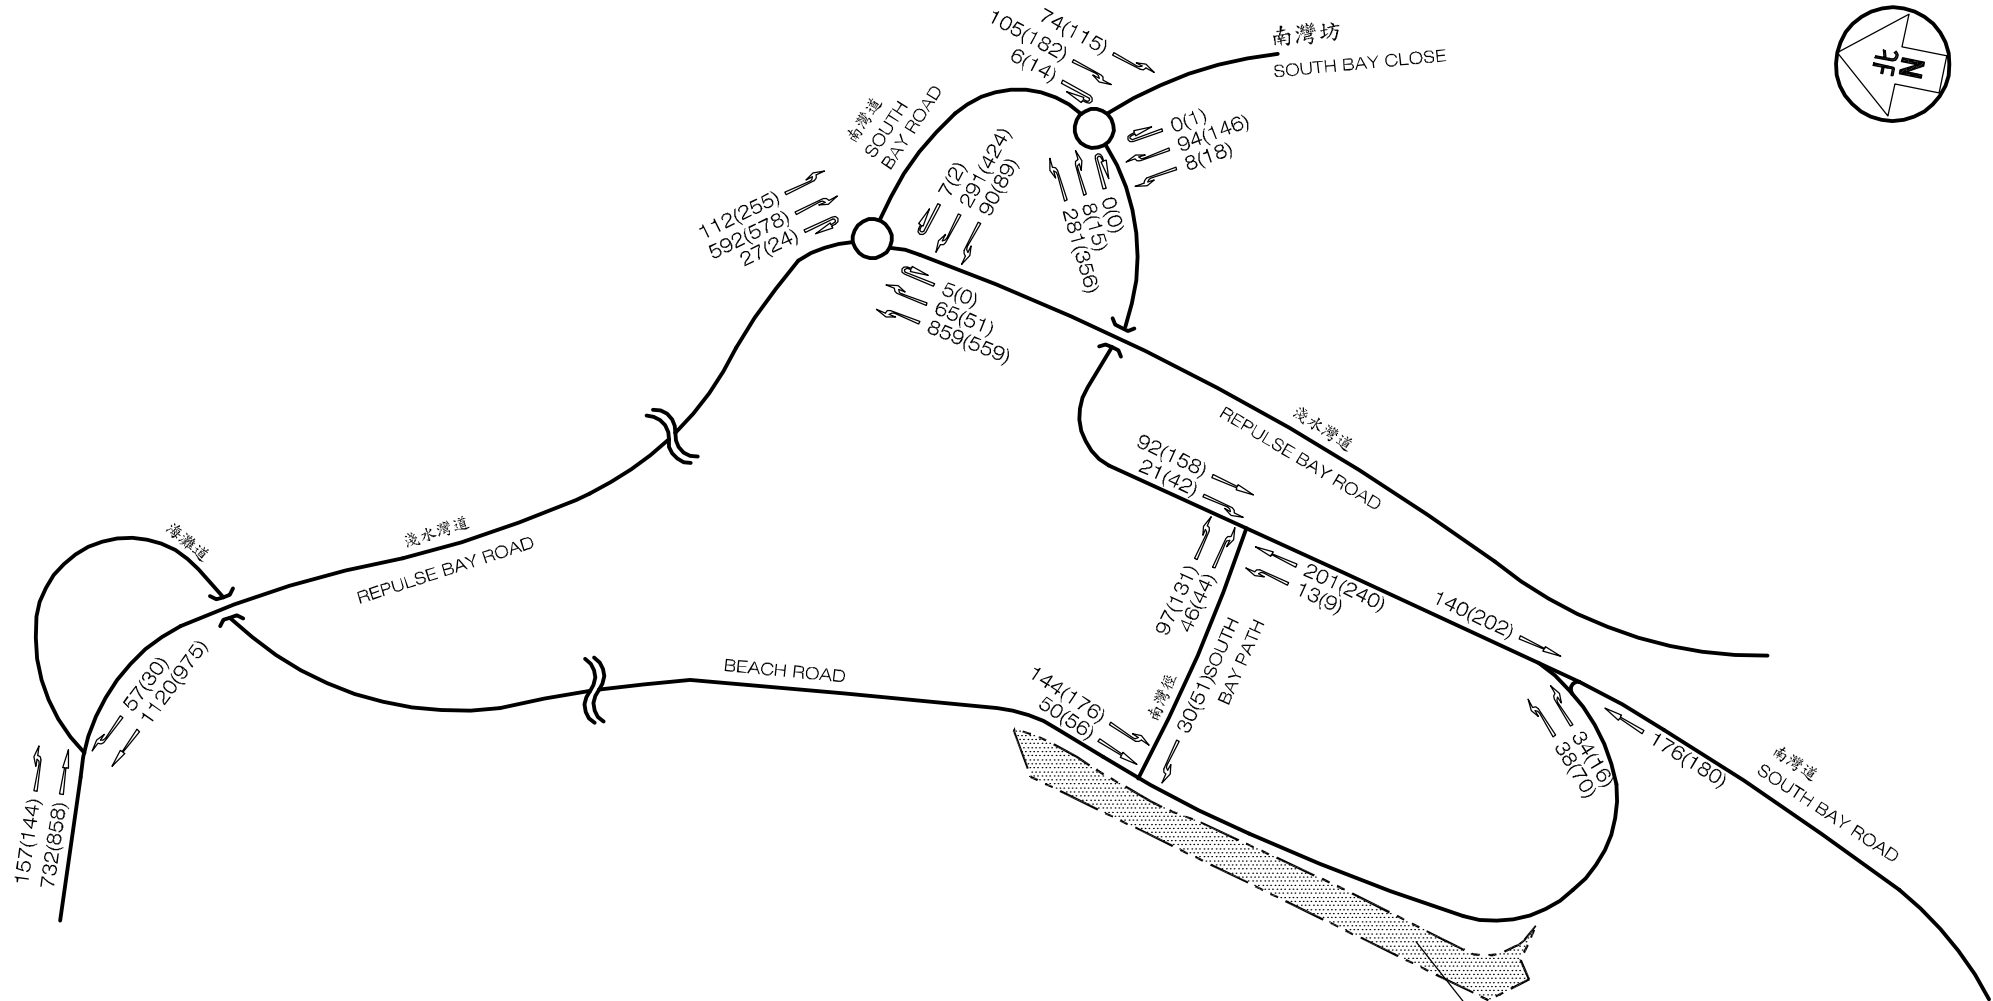 74(115)
105(182)
6(14)
南灣坊
SOUTH BAY CLOSE
N
北
南灣道
SOUTH
BAY ROAD
0(1)
94(146)
8(18)
7(2)
291(424)
90(89)
0(0)
8(15)
281(356)
112(255)
592(578)
27(24)
5(0)
65(51)
859(559)
淺水灣道
REPULSE BAY ROAD
92(158)
21(42)
海灘道
淺水灣道
REPULSE BAY ROAD
97(131)
46(44)
201(240)
13(9)
140(202)
57(30)
1120(975)
BEACH ROAD
144(176)
50(56)
南灣徑
30(51)
SOUTH
BAY PATH
34(16)
38(70)
176(180)
南灣道
SOUTH BAY ROAD
157(144)
732(858)